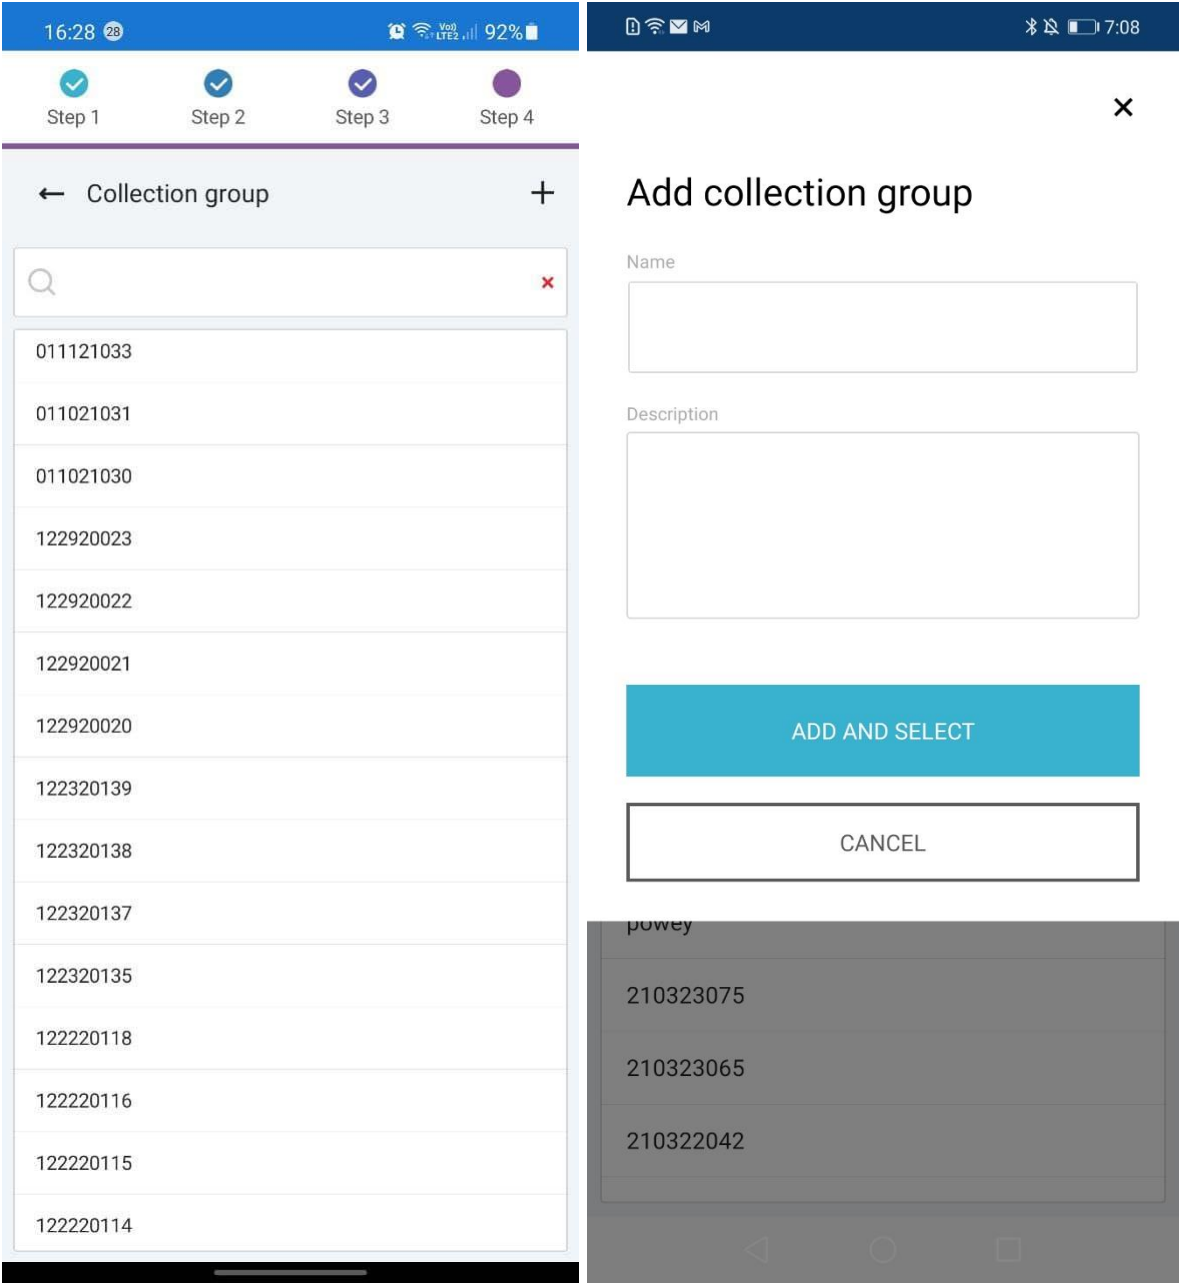 16:28 28
Vo)) LTE2 92%
Step 1 Step 2 Step 3 Step 4
Collection group
011121033
011021031
011021030
122920023
122920022
122920021
122920020
122320139
122320138
122320137
122320135
122220118
122220116
122220115
122220114
7:08
Add collection group
Name
Description
ADD AND SELECT
CANCEL
powey
210323075
210323065
210322042